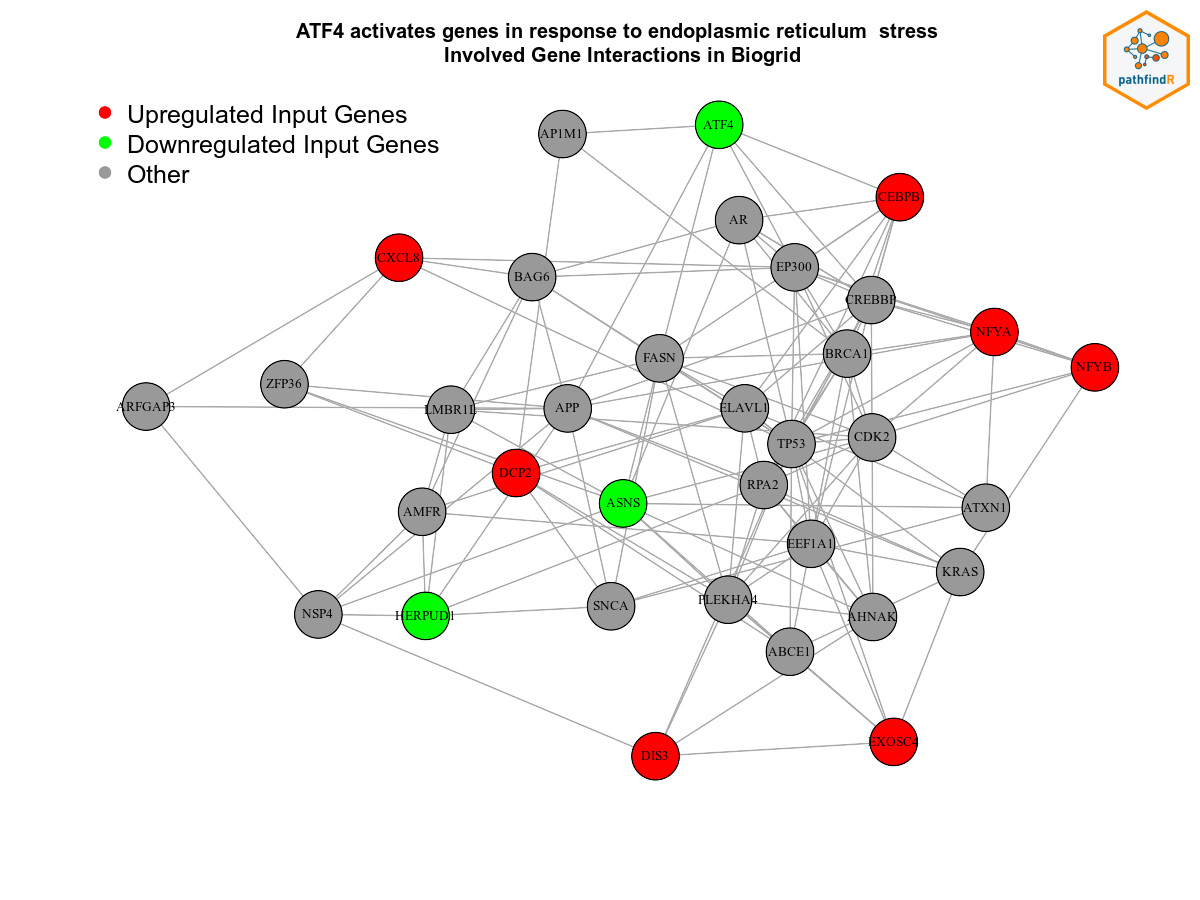 ATF4 activates genes in response to endoplasmic reticulum  stress
Involved Gene Interactions in Biogrid
pathfindR
Upregulated Input Genes
Downregulated Input Genes
Other
AP1M1
ATF4
CEBPB
AR
CXCL8
BAG6
EP300
CREBBP
NFYA
NFYB
FASN
BRCA1
ZFP36
ARFGAP3
LMBR1L
APP
ELAVL1
TP53
CDK2
DCP2
RPA2
ASNS
ATXN1
AMFR
EEF1A1
KRAS
NSP4
HERPUD1
SNCA
PLEKHA4
AHNAK
ABCE1
DIS3
EXOSC4